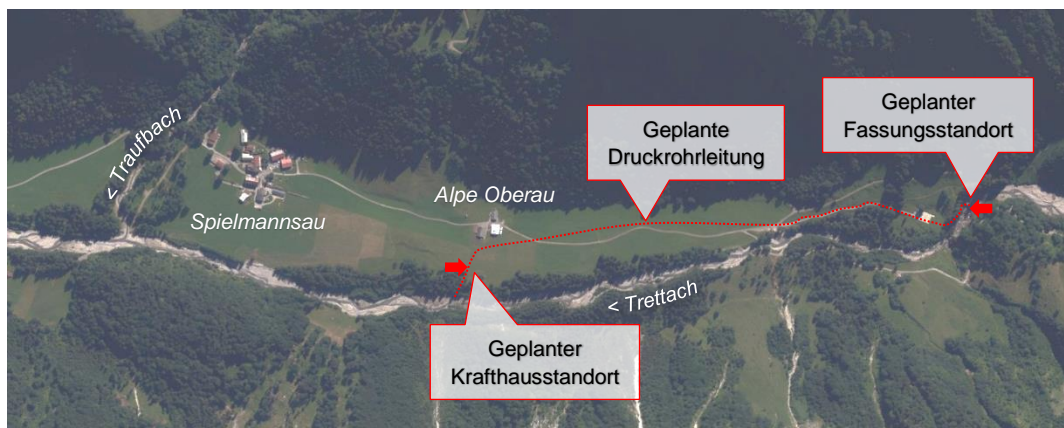 Geplanter
Fassungsstandort
Geplante
Druckrohrleitung
< Traufbach
Alpe Oberau
Spielmannsau
< Trettach
Geplanter
Krafthausstandort